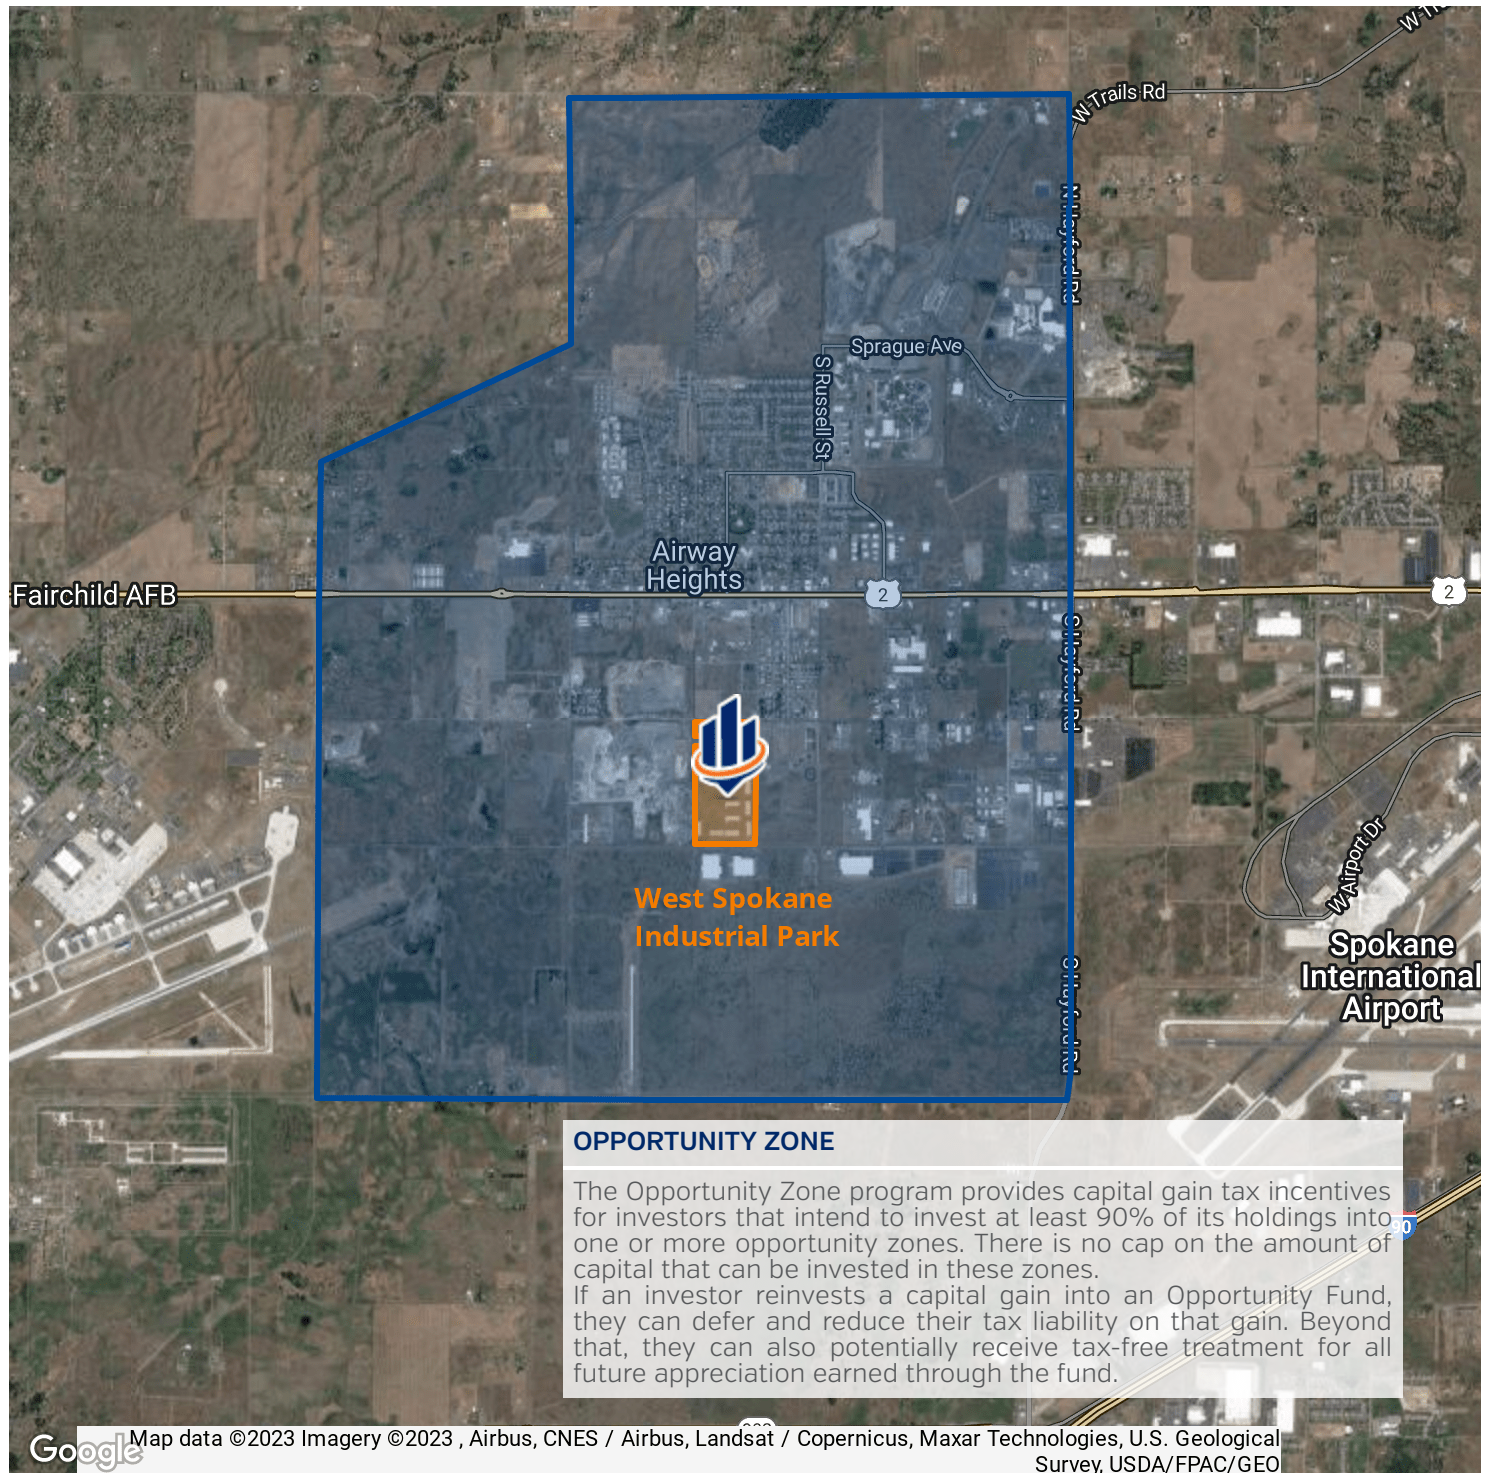 W Trails Rd
N Hayford Rd
Sprague Ave
S Russell St
Airway
Heights
Fairchild AFB
2
2
S Hayford Rd
West Spokane
Industrial Park
W Airport Dr
Spokane
International
Airport
S Hayford Rd
OPPORTUNITY ZONE
The Opportunity Zone program provides capital gain tax incentives
for investors that intend to invest at least 90% of its holdings into
one or more opportunity zones. There is no cap on the amount of
capital that can be invested in these zones.
If an investor reinvests a capital gain into an Opportunity Fund,
they can defer and reduce their tax liability on that gain. Beyond
that, they can also potentially receive tax-free treatment for all
future appreciation earned through the fund.
90
Google
Map data ©2023 Imagery ©2023 , Airbus, CNES / Airbus, Landsat / Copernicus, Maxar Technologies, U.S. Geological
Survey, USDA/FPAC/GEO